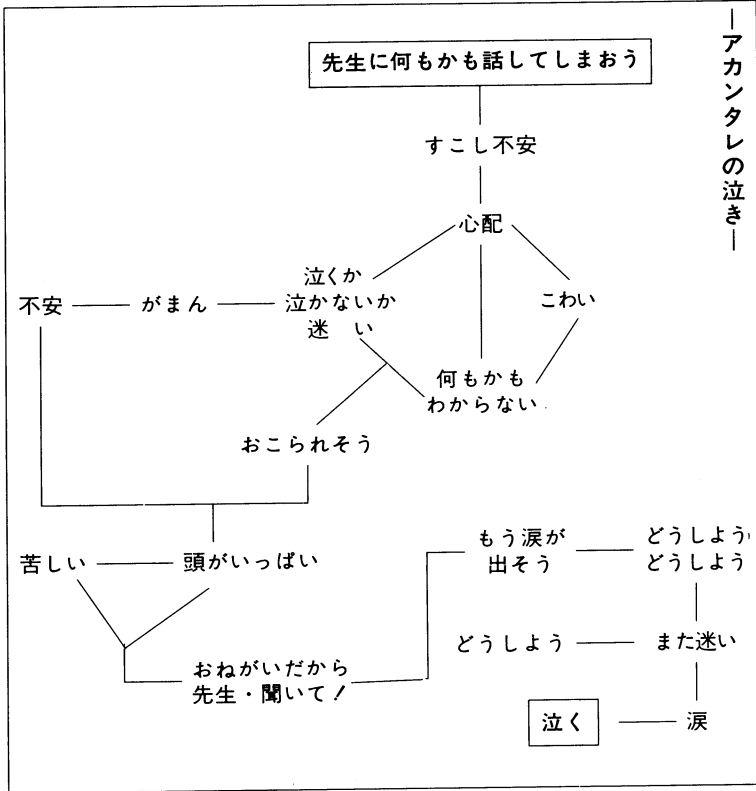 ―アカンタレの泣き―
先生に何もかも話してしまおう
すこし不安
心配
泣くか
泣かないか
迷　い
がまん
不安
こわい
何もかも
わからない
おこられそう
苦しい
頭がいっぱい
おねがいだから
先生・聞いて！
もう涙が
出そう
どうしよう
どうしよう
また迷い
どうしよう
涙
泣く